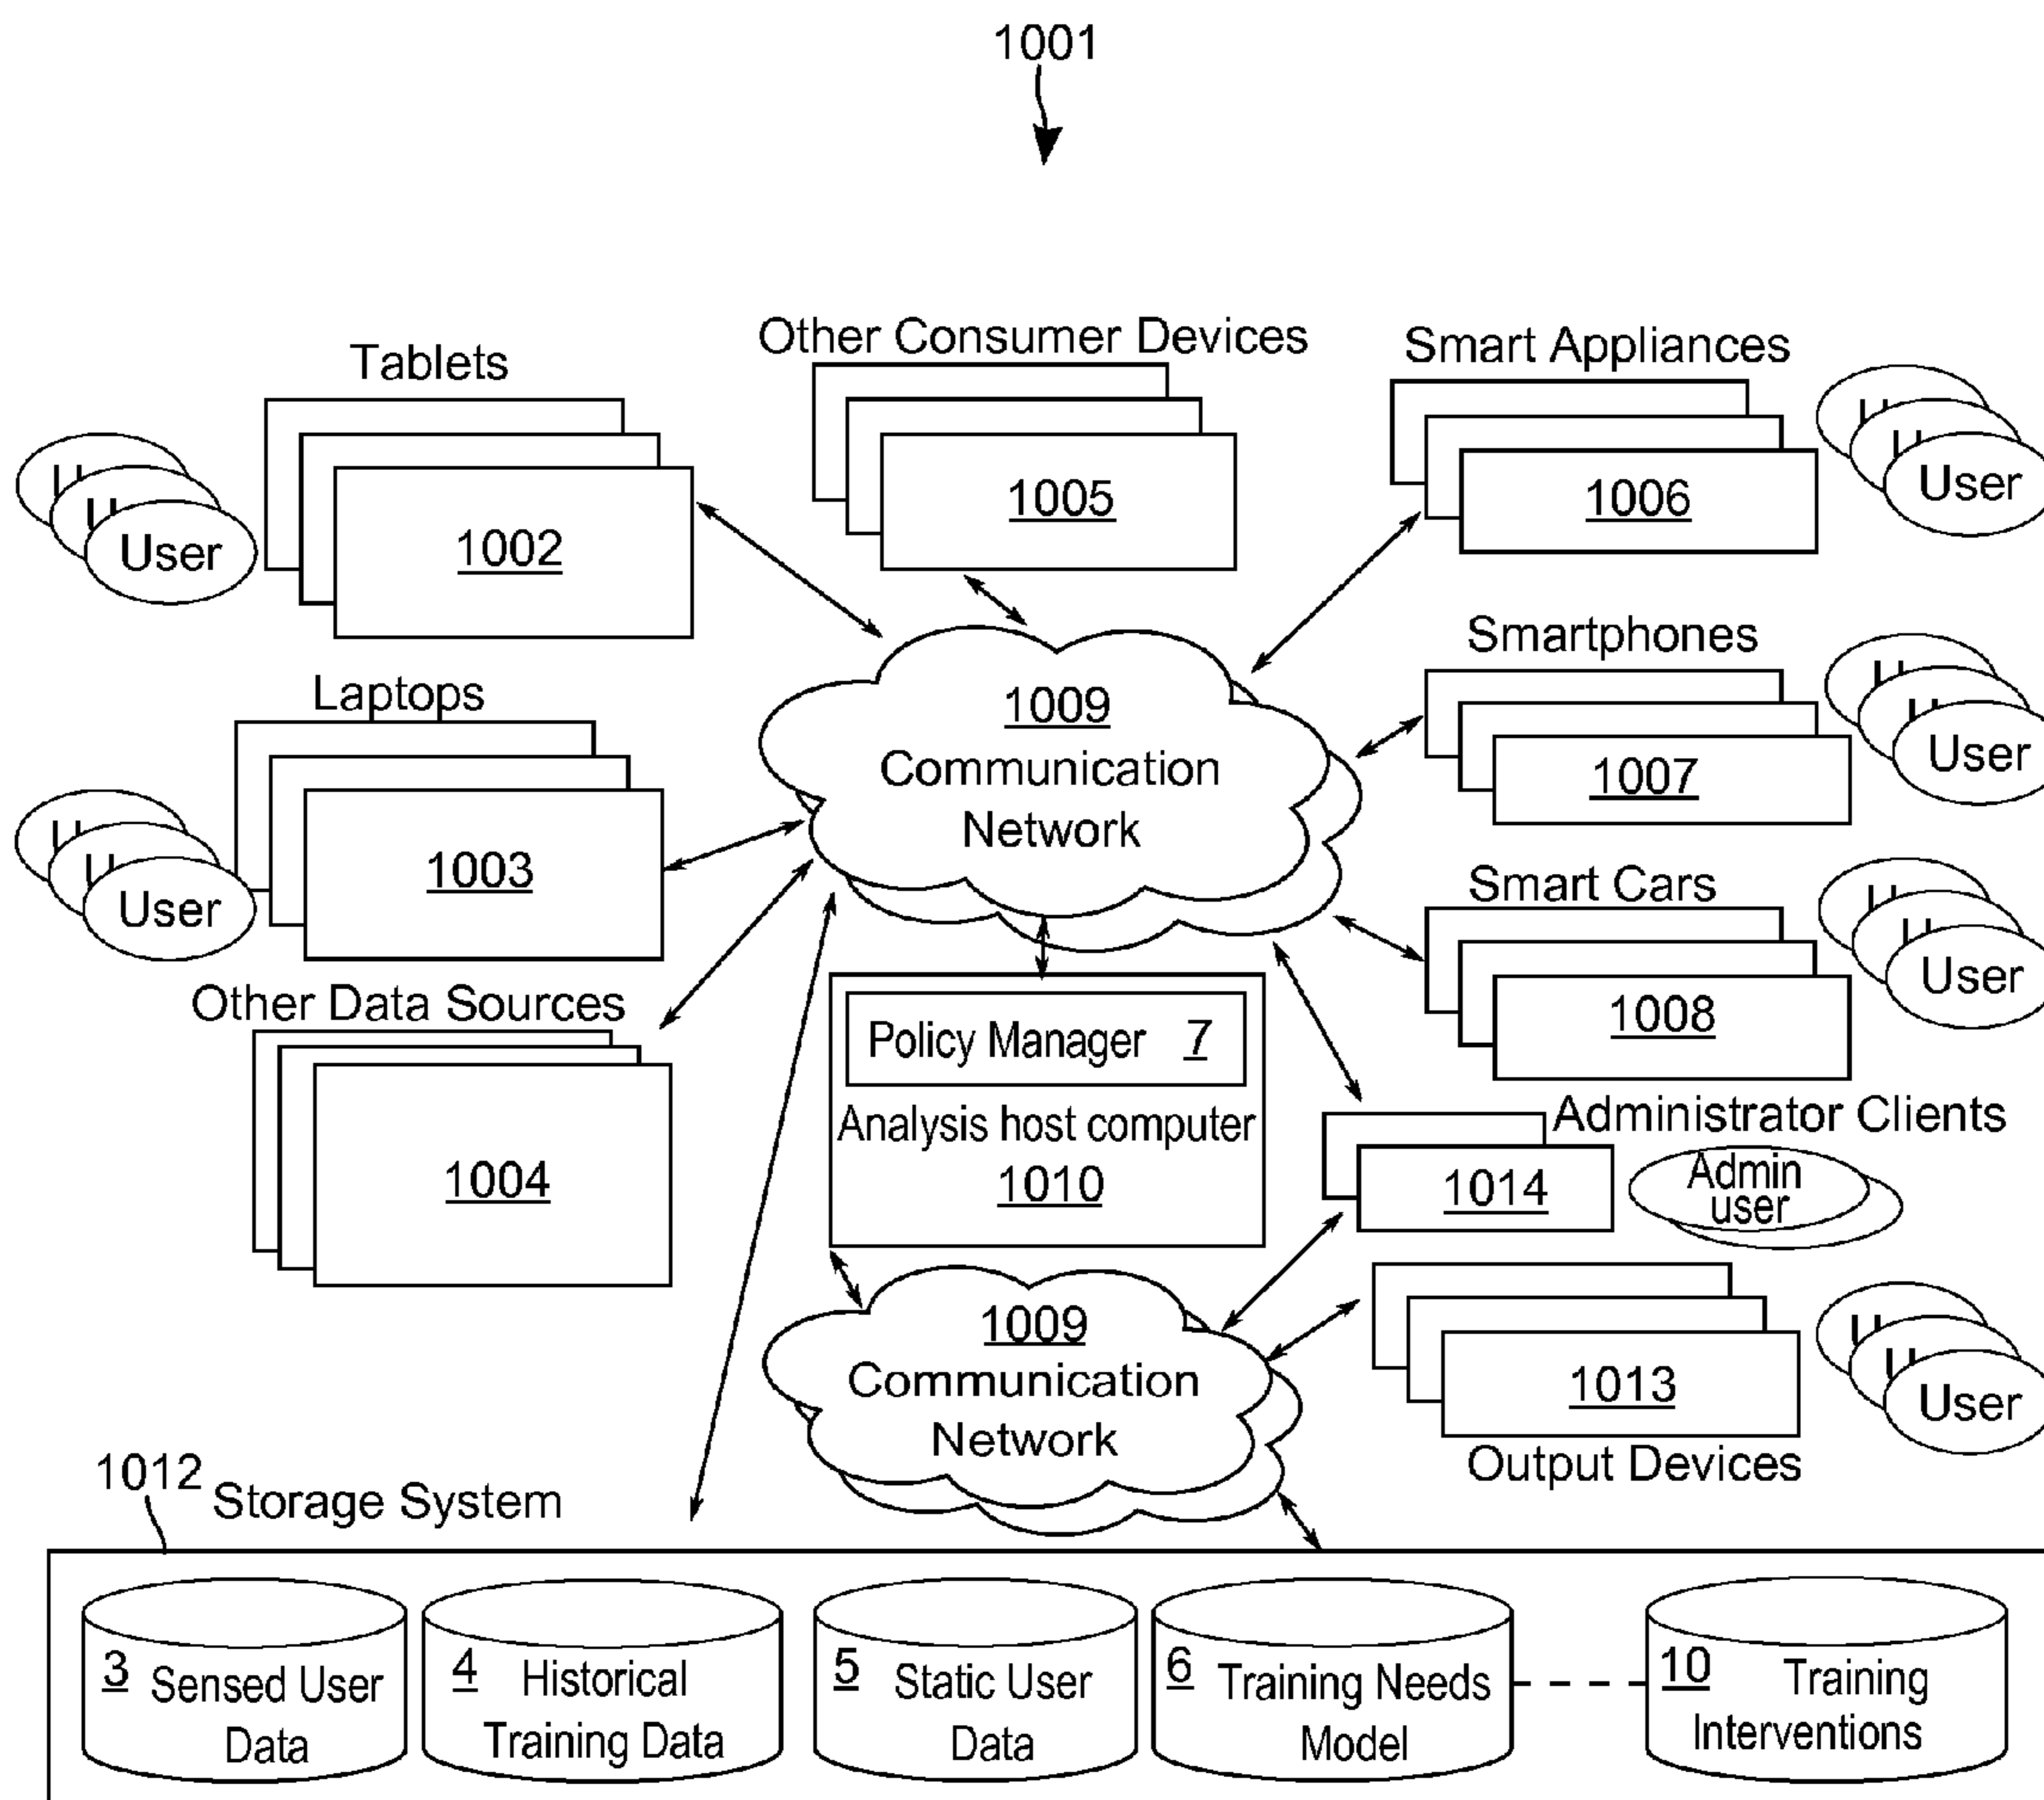 1001
Tablets
Other Consumer Devices
Smart Appliances
1002
1005
1006
U
U
User
U
U
User
Smartphones
1007
U
U
User
Laptops
1003
U
U
User
1009
Communication
Network
Smart Cars
1008
U
U
User
Other Data Sources
1004
Policy Manager 7
Analysis host computer
1010
Administrator Clients
1014
Admin
user
1009
Communication
Network
1013
Output Devices
U
U
User
1012
Storage System
3 Sensed User
Data
4 Historical
Training Data
5 Static User
Data
6 Training Needs
Model
10 Training
Interventions